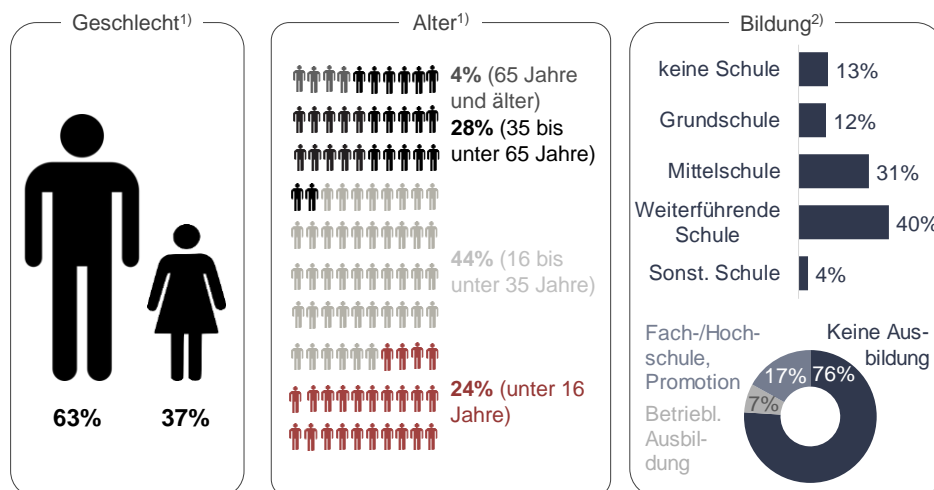 Geschlecht1)
63%
37%
Alter1)
4% (65 Jahre
und älter)
28% (35 bis
unter 65 Jahre)
44% (16 bis
unter 35 Jahre)
24% (unter 16
Jahre)
Bildung2)
keine Schule
13%
Grundschule
12%
Mittelschule
31%
Weiterführende
Schule
40%
Sonst. Schule
4%
Fach-/Hoch-
schule,
Promotion
17%
Keine Aus-
bildung
76%
Betriebl.
Ausbil-
dung
7%